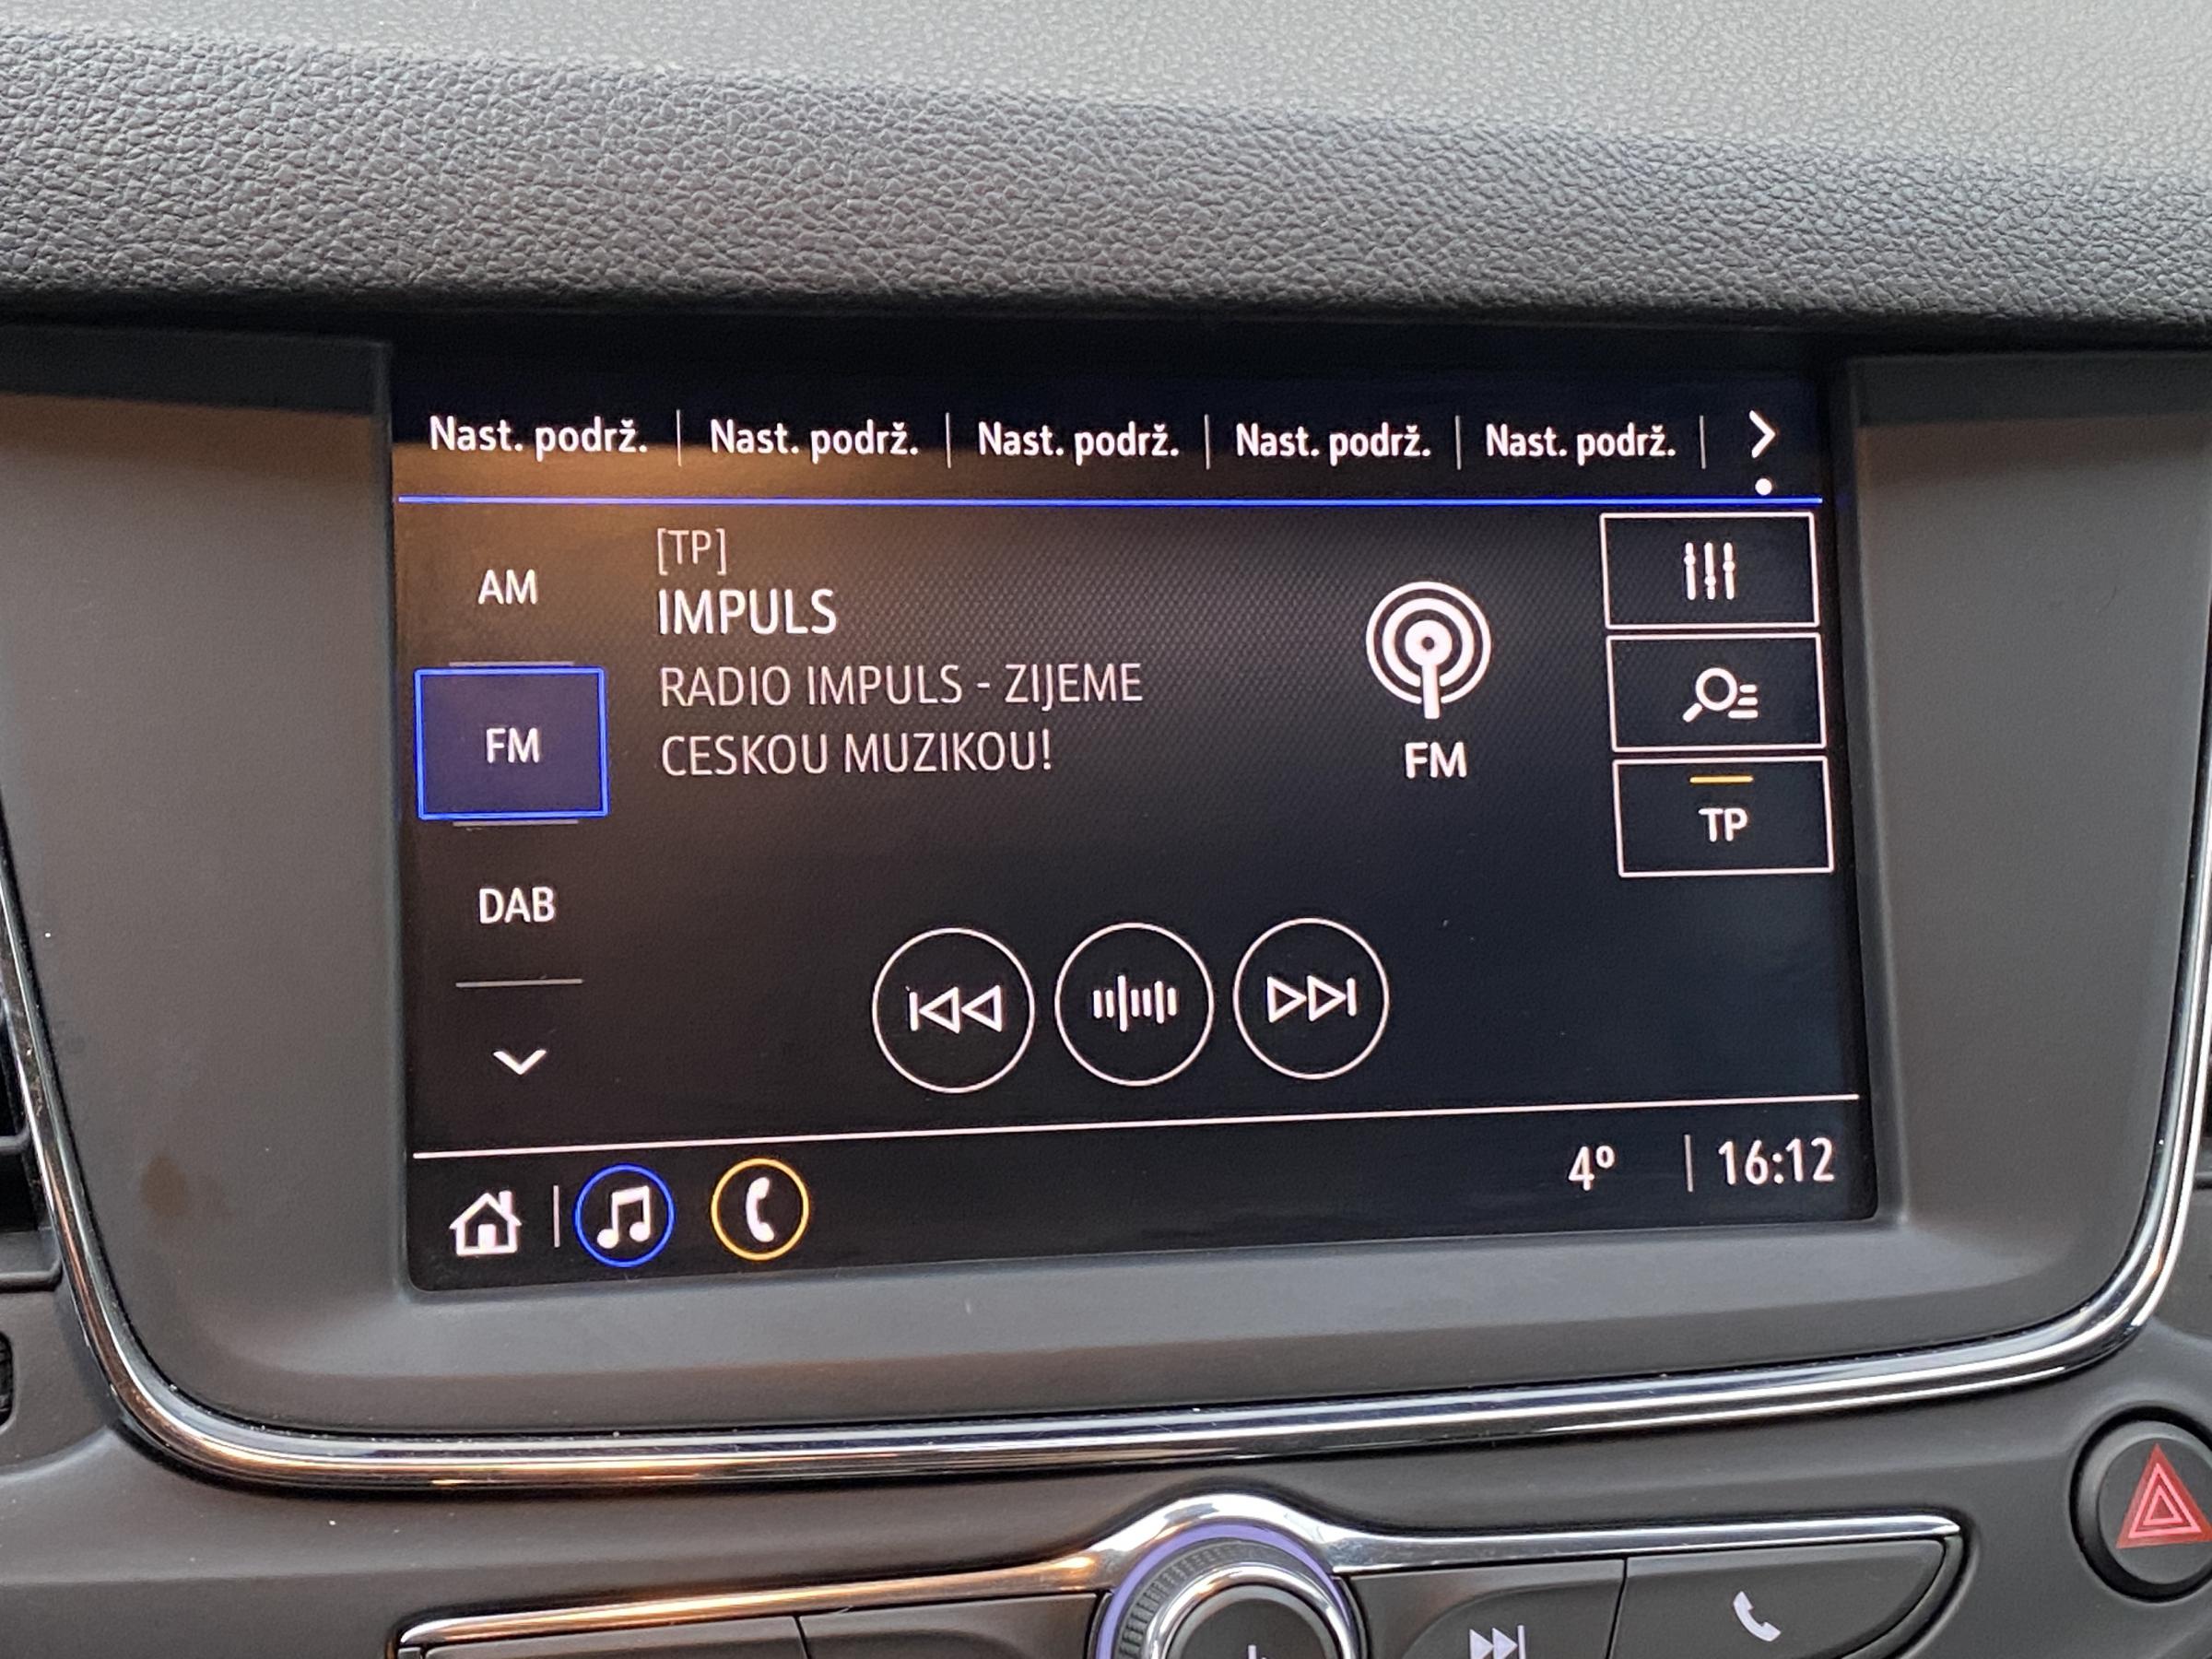 Nast. podrž. Nast. podrž. Nast. podrž. Nast. podrž. Nast. podrž.
AM
FM
DAB
[TP]
IMPULS
RADIO IMPULS - ZIJEME
CESKOU MUZIKOU!
FM
TP
4º 16:12